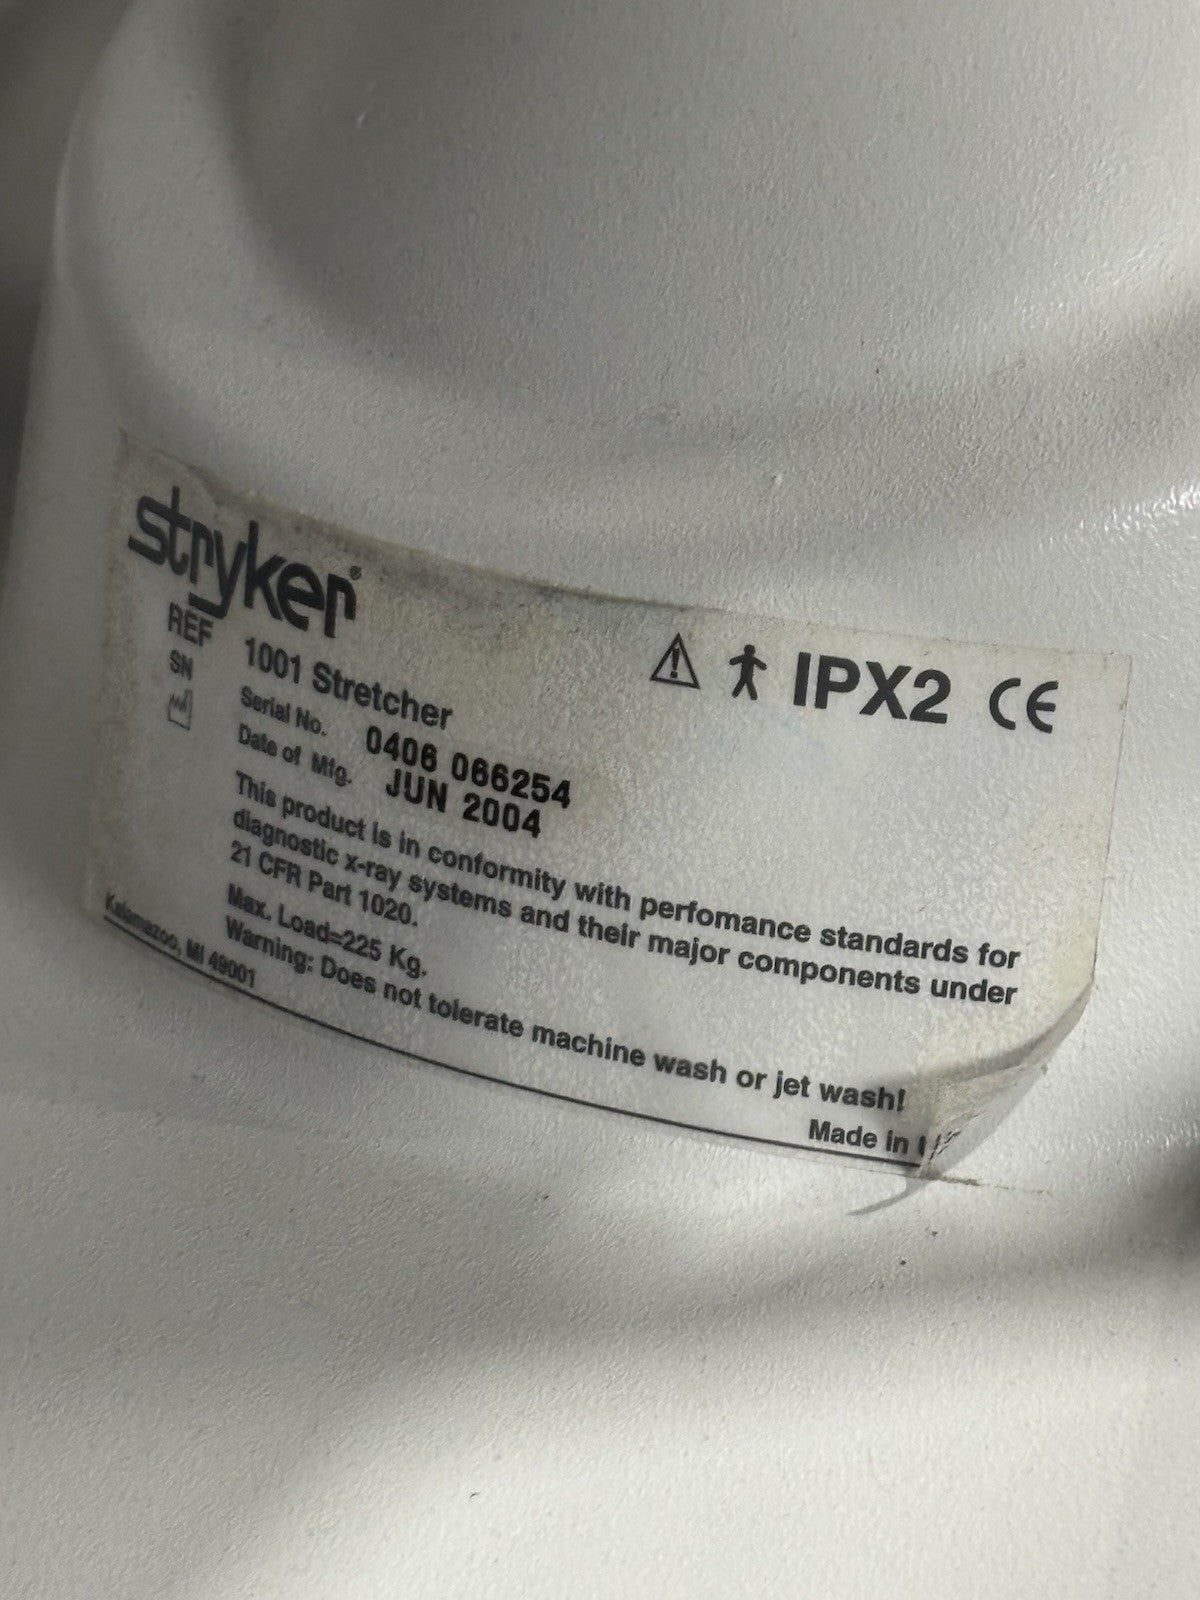 stryker®
REF 1001 Stretcher
SN Serial No. 0406 066254
Date of Mfg. JUN 2004
IPX2 CE
This product is in conformity with perfomance standards for
diagnostic x-ray systems and their major components under
21 CFR Part 1020.
Max. Load=225 Kg.
Warning: Does not tolerate machine wash or jet wash!
Kalamazoo, MI 49001
Made in